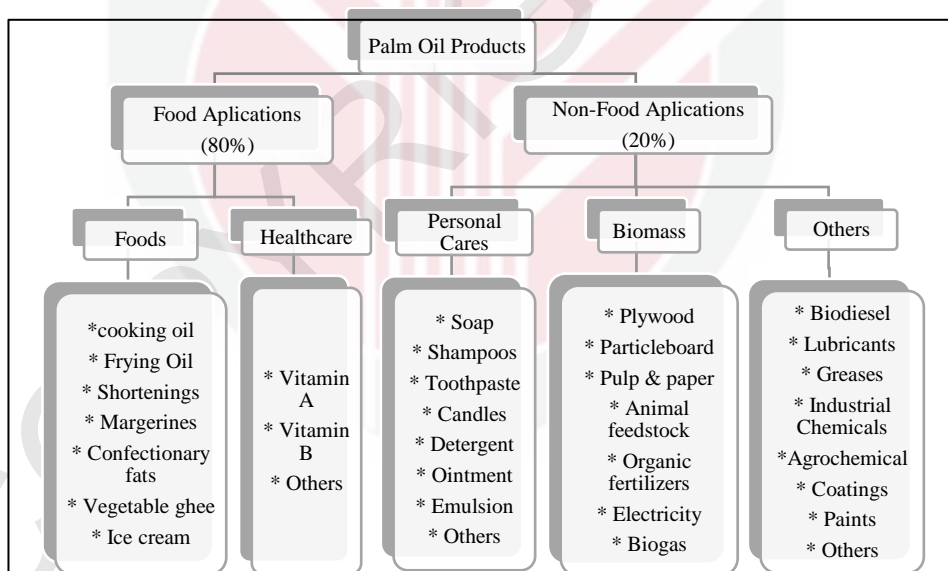 Palm Oil Products
Food Aplications
(80%)
Non-Food Aplications
(20%)
Foods
Healthcare
Personal
Cares
Biomass
Others
*cooking oil
* Frying Oil
* Shortenings
* Margerines
* Confectionary
fats
* Vegetable ghee
* Ice cream
* Vitamin
A
* Vitamin
B
* Others
* Soap
* Shampoos
* Toothpaste
* Candles
* Detergent
* Ointment
* Emulsion
* Others
* Plywood
* Particleboard
* Pulp & paper
* Animal
feedstock
* Organic
fertilizers
* Electricity
* Biogas
* Biodiesel
* Lubricants
* Greases
* Industrial
Chemicals
*Agrochemical
* Coatings
* Paints
* Others